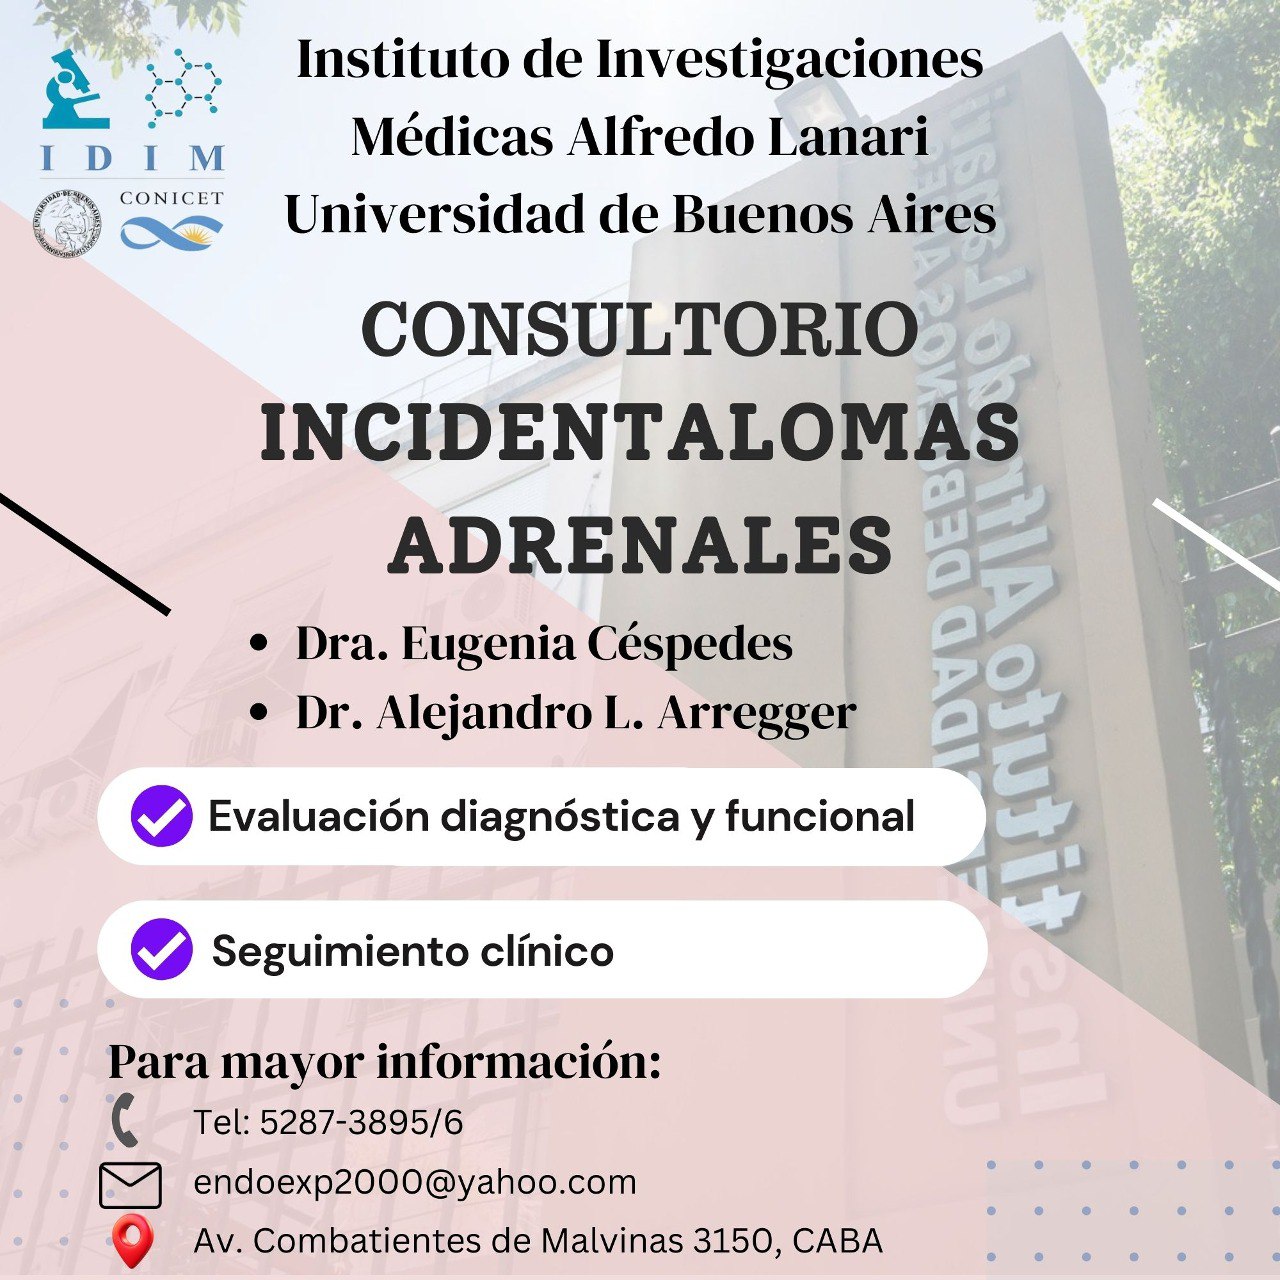 Instituto de Investigaciones
Médicas Alfredo Lanari
Universidad de Buenos Aires
IDIM
CONICET
CONSULTORIO
INCIDENTALOMAS
ADRENALES
• Dra. Eugenia Céspedes
• Dr. Alejandro L. Arregger
Evaluación diagnóstica y funcional
Seguimiento clínico
Para mayor información:
Tel: 5287-3895/6
endoexp2000@yahoo.com
Av. Combatientes de Malvinas 3150, CABA